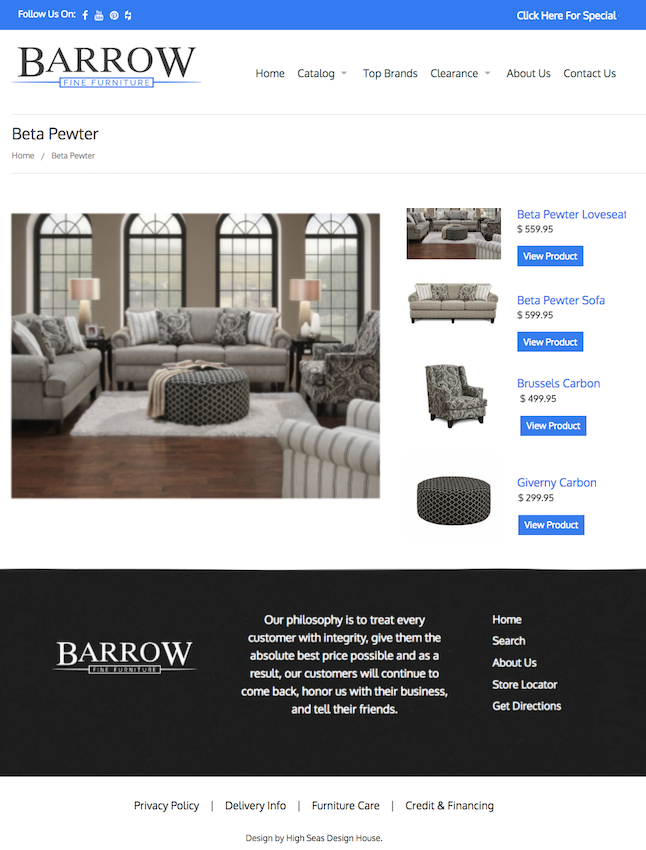 Follow Us On:
Click Here For Special
BARROW
FINE FURNITURE
Home Catalog Top Brands Clearance About Us Contact Us
Beta Pewter
Home / Beta Pewter
Beta Pewter Loveseat
$ 559.95
View Product
Beta Pewter Sofa
$ 599.95
View Product
Brussels Carbon
$ 499.95
View Product
Giverny Carbon
$ 299.95
View Product
BARROW
FINE FURNITURE
Our philosophy is to treat every
customer with integrity, give them the
absolute best price possible and as a
result, our customers will continue to
come back, honor us with their business,
and tell their friends.
Home
Search
About Us
Store Locator
Get Directions
Privacy Policy | Delivery Info | Furniture Care | Credit & Financing
Design by High Seas Design House.